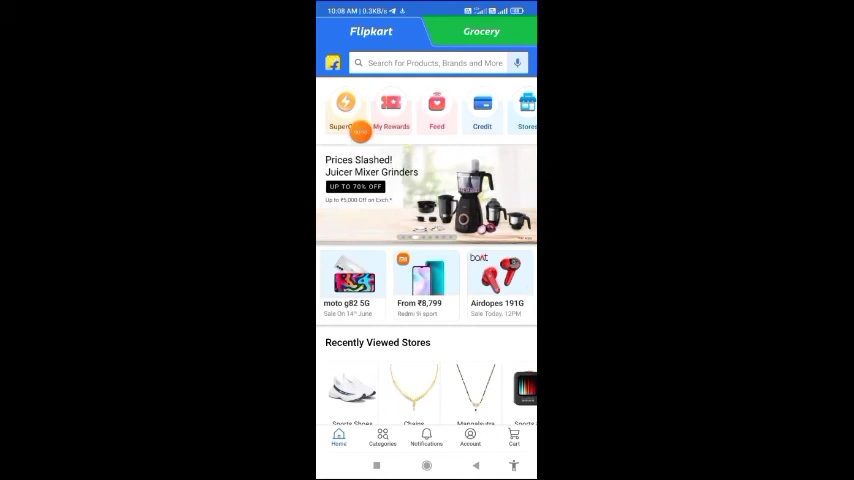 10:08 AM | 0.3KB/s
Flipkart
Grocery
Search for Products, Brands and More
My Rewards
Feed
Credit
Stores
Prices Slashed!
Juicer Mixer Grinders
UP TO 70% OFF
Up to ₹5,000 Off on Exch.*
boAt
moto g82 5G
From ₹8,799
Airdopes 191G
Sale On 14th June
Redmi 9i sport
Sale Today, 12PM
Recently Viewed Stores
Sports Shoes
Chains
Mangalsutra
Home
Categories
Notifications
Account
Cart